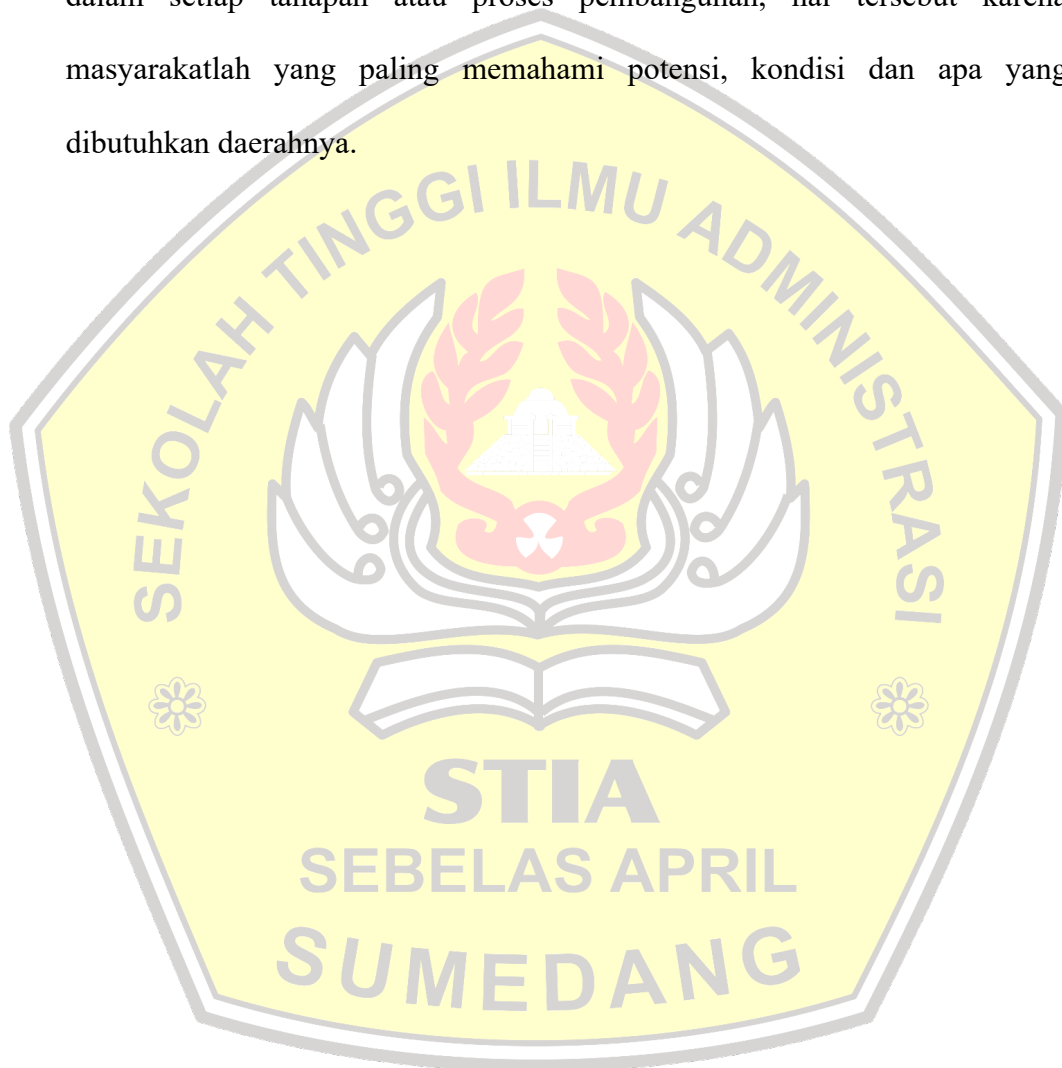 dalam setiap tahapan atau proses pembangunan, hal tersebut karena
masyarakatlah yang paling memahami potensi, kondisi dan apa yang
dibutuhkan daerahnya.
SEKOLAH TINGGI ILMU ADMINISTRASI
STIA
SEBELAS APRIL
SUMEDANG